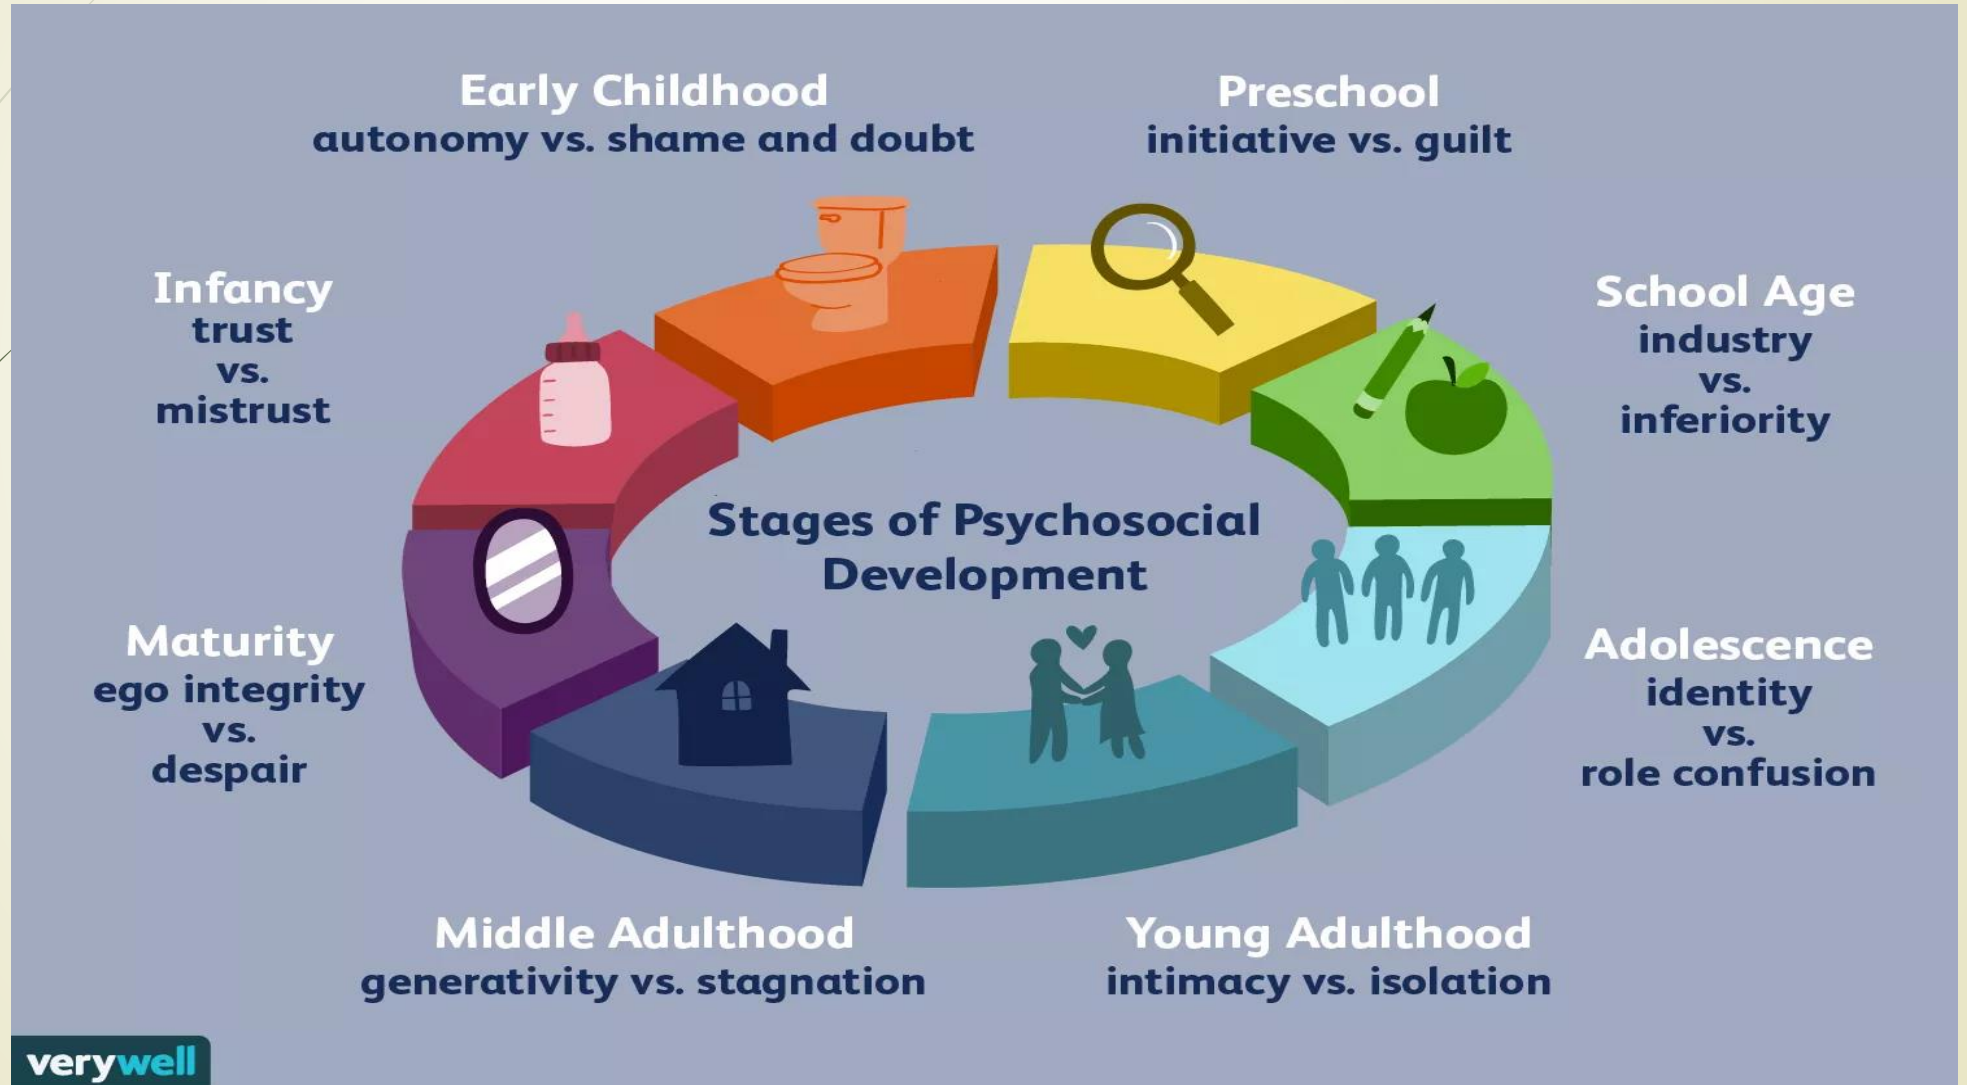 Early Childhood
autonomy vs. shame and doubt
Preschool
initiative vs. guilt
Infancy
trust
vs.
mistrust
School Age
industry
vs.
inferiority
Stages of Psychosocial
Development
Maturity
ego integrity
vs.
despair
Adolescence
identity
vs.
role confusion
Middle Adulthood
generativity vs. stagnation
Young Adulthood
intimacy vs. isolation
verywell